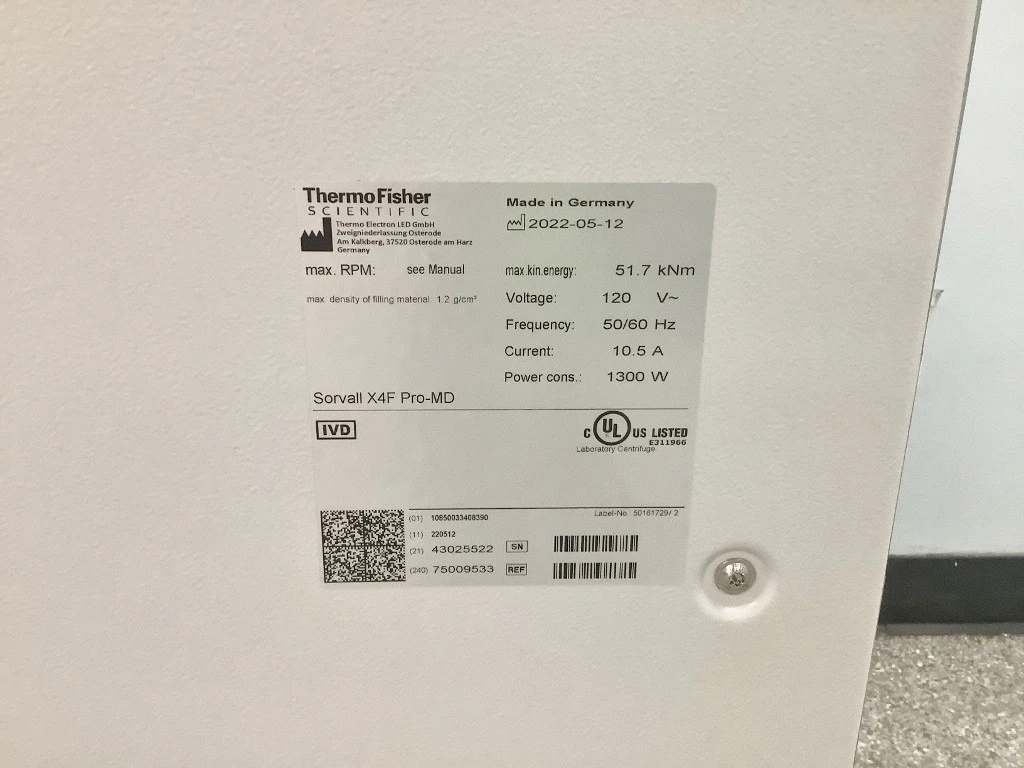 ThermoFisher
SCIENTIFIC
Thermo Electron LED GmbH
Zweigniederlassung Osterode
Am Kalkberg, 37520 Osterode am Harz
Germany
Made in Germany
2022-05-12
max. RPM: see Manual
max. density of filling material 1.2 g/cm³
max.kin.energy: 51.7 kNm
Voltage: 120 V~
Frequency: 50/60 Hz
Current: 10.5 A
Power cons.: 1300 W
Sorvall X4F Pro-MD
IVD
C UL US LISTED
E311966
Laboratory Centrifuge
Label-No 50161729/ 2
(01) 10850033408390
(11) 220512
(21) 43025522 SN
(240) 75009533 REF